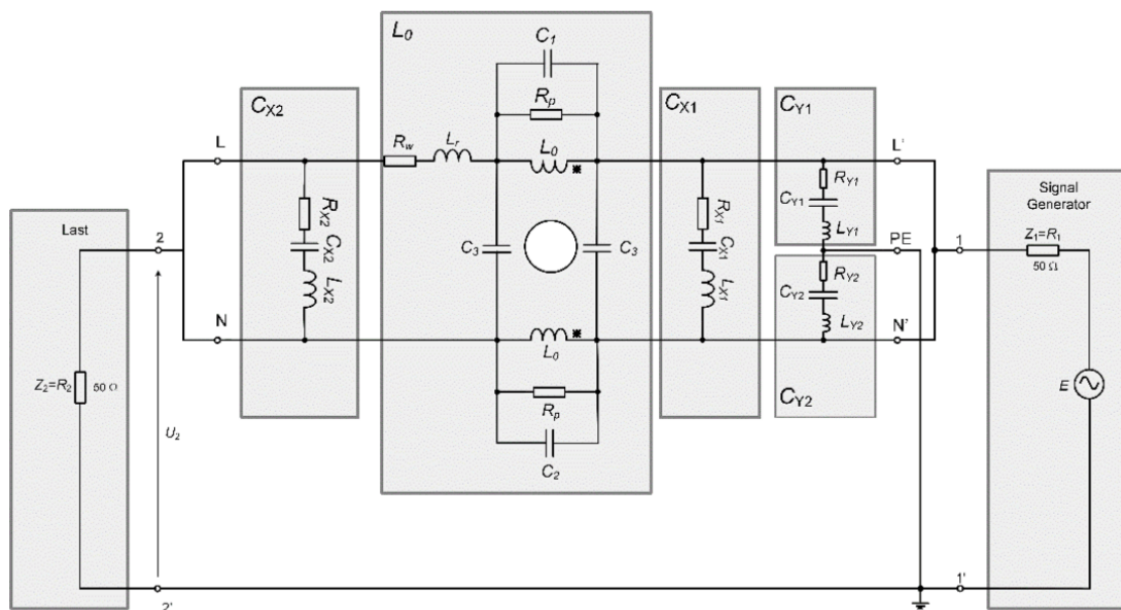 L0
C1
CX2
Rp
CX1
CY1
L
Rw
Lr
L0
L'
RY1
Signal
Generator
CY1
Last
RX2
RX1
LY1
2
PE
1
Z1=R1
CX2
C3
C3
CX1
RY2
50 Ω
CY2
LX2
LX1
LY2
N
N'
L0
Z2=R2
50 Ω
E
Rp
CY2
U2
C2
2'
1'